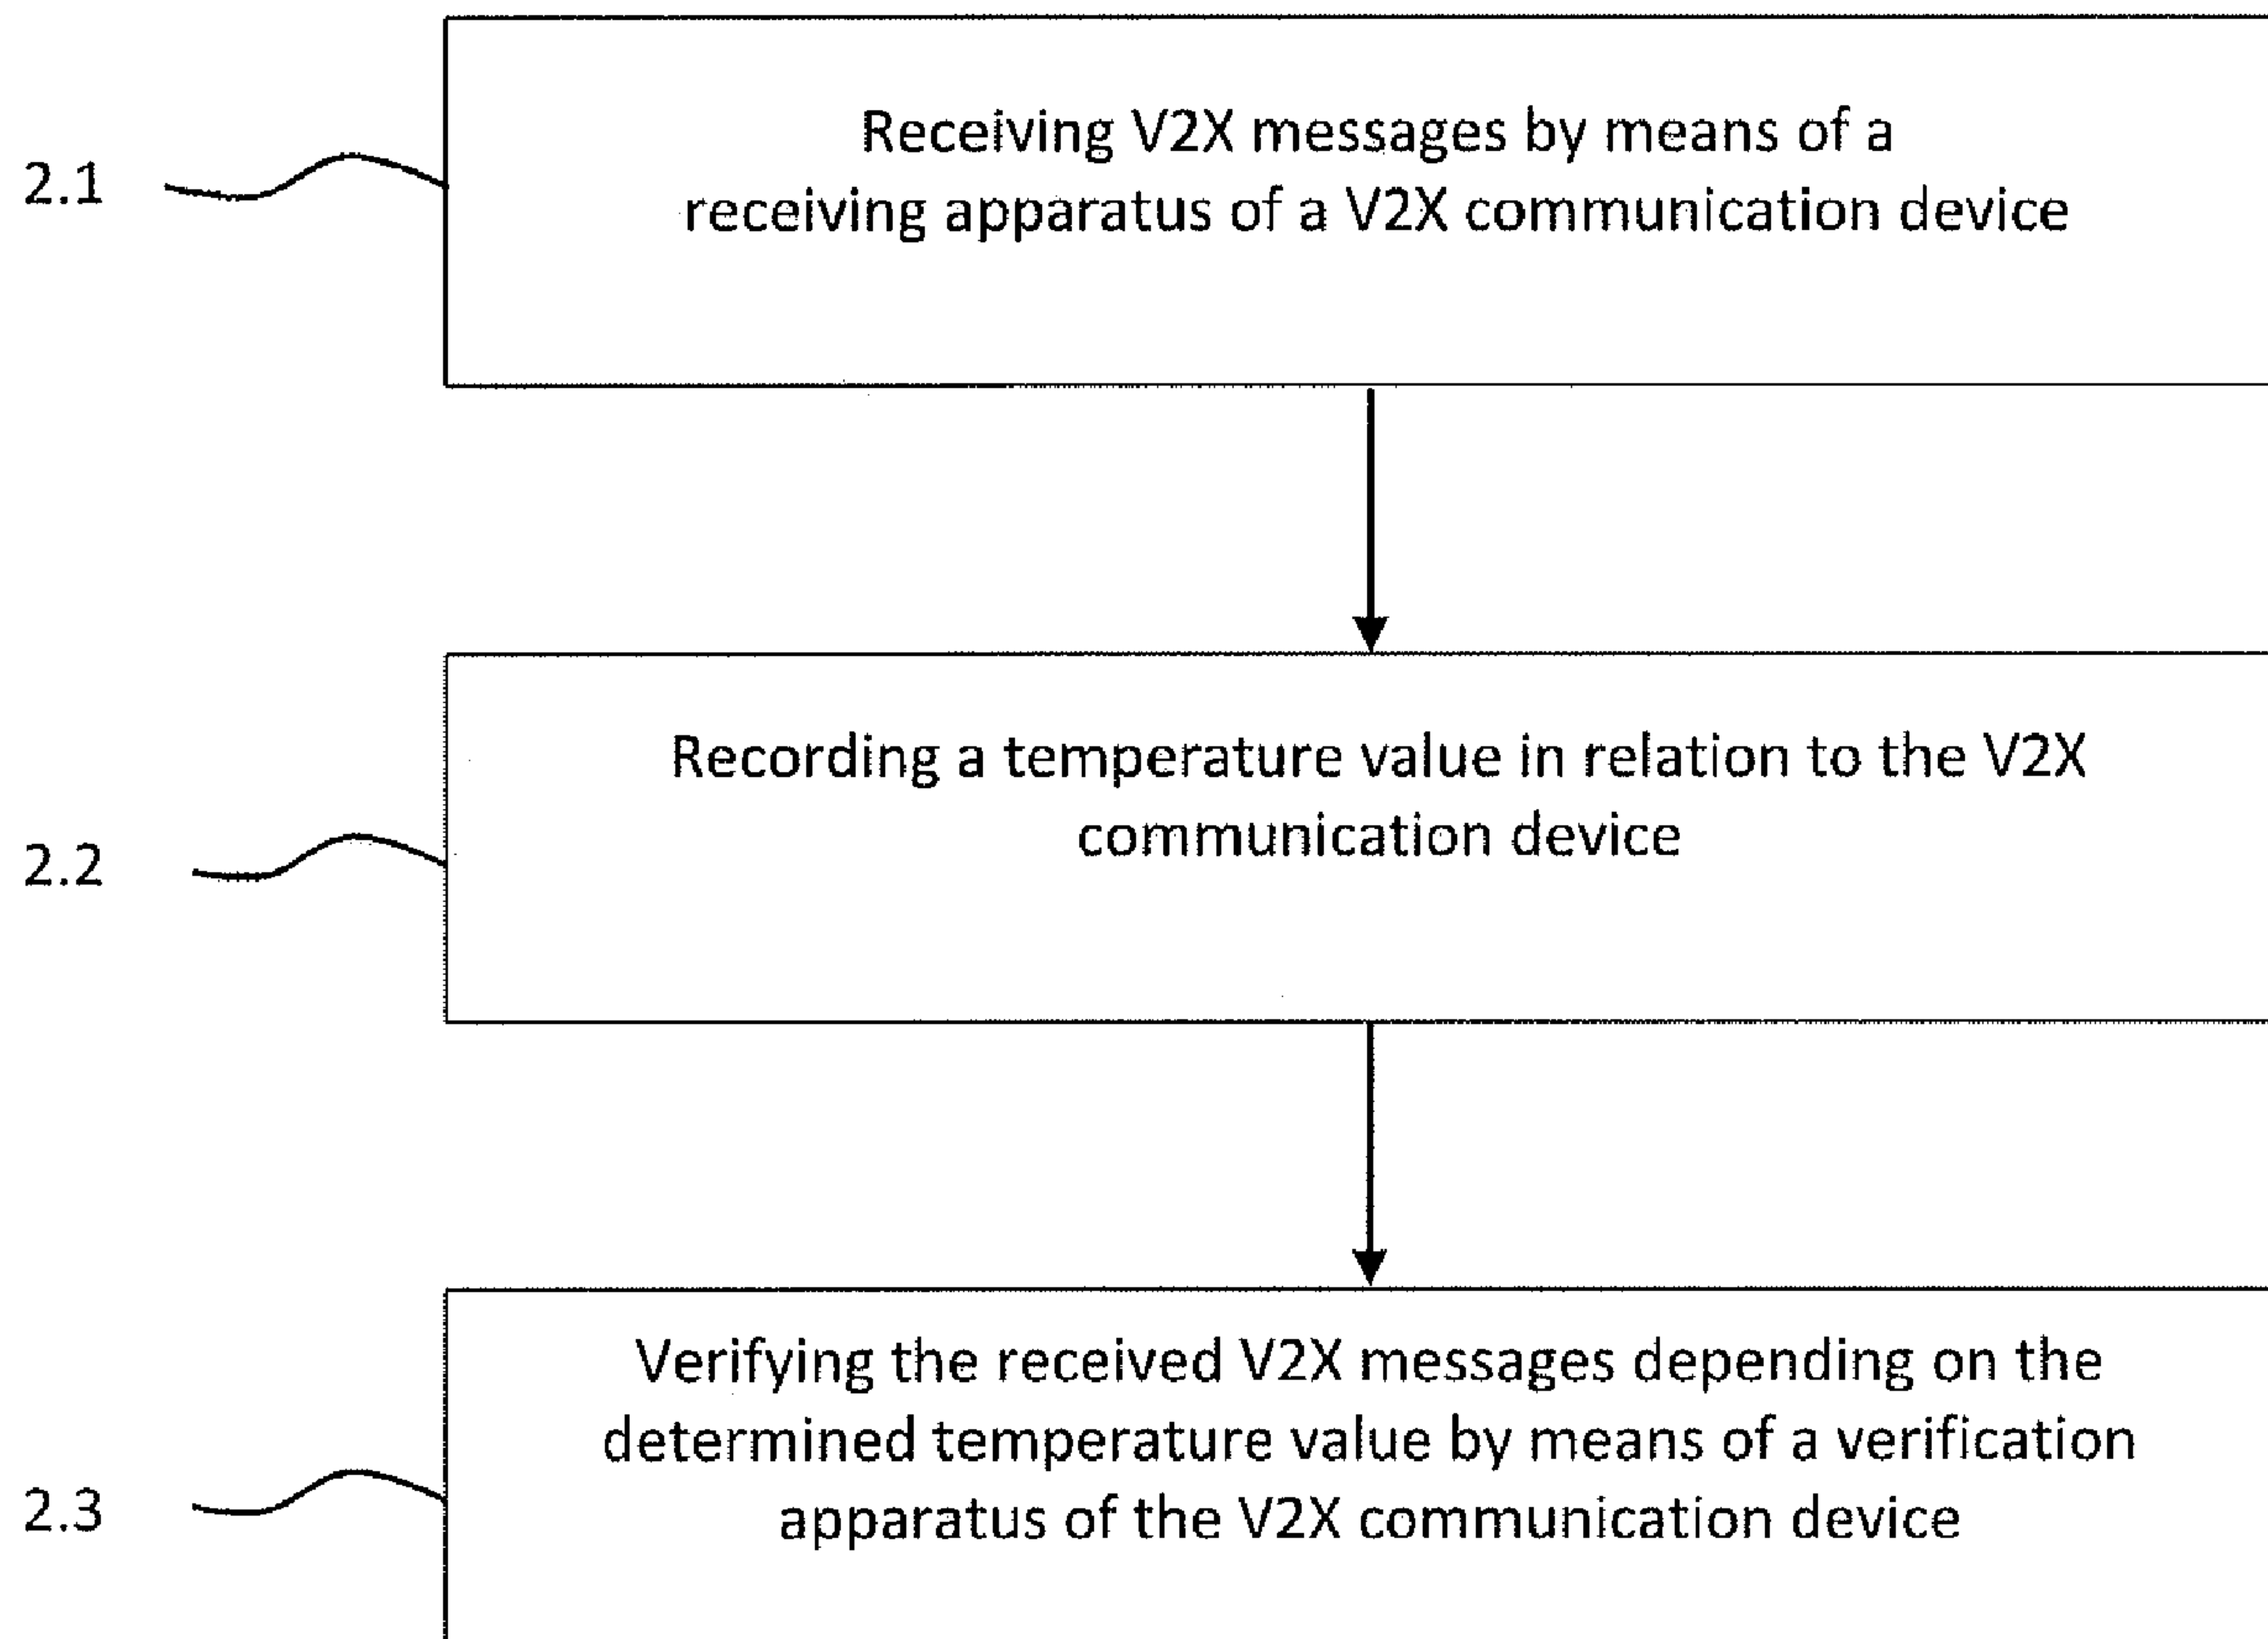 2.1
Receiving V2X messages by means of a
receiving apparatus of a V2X communication device
2.2
Recording a temperature value in relation to the V2X
communication device
2.3
Verifying the received V2X messages depending on the
determined temperature value by means of a verification
apparatus of the V2X communication device